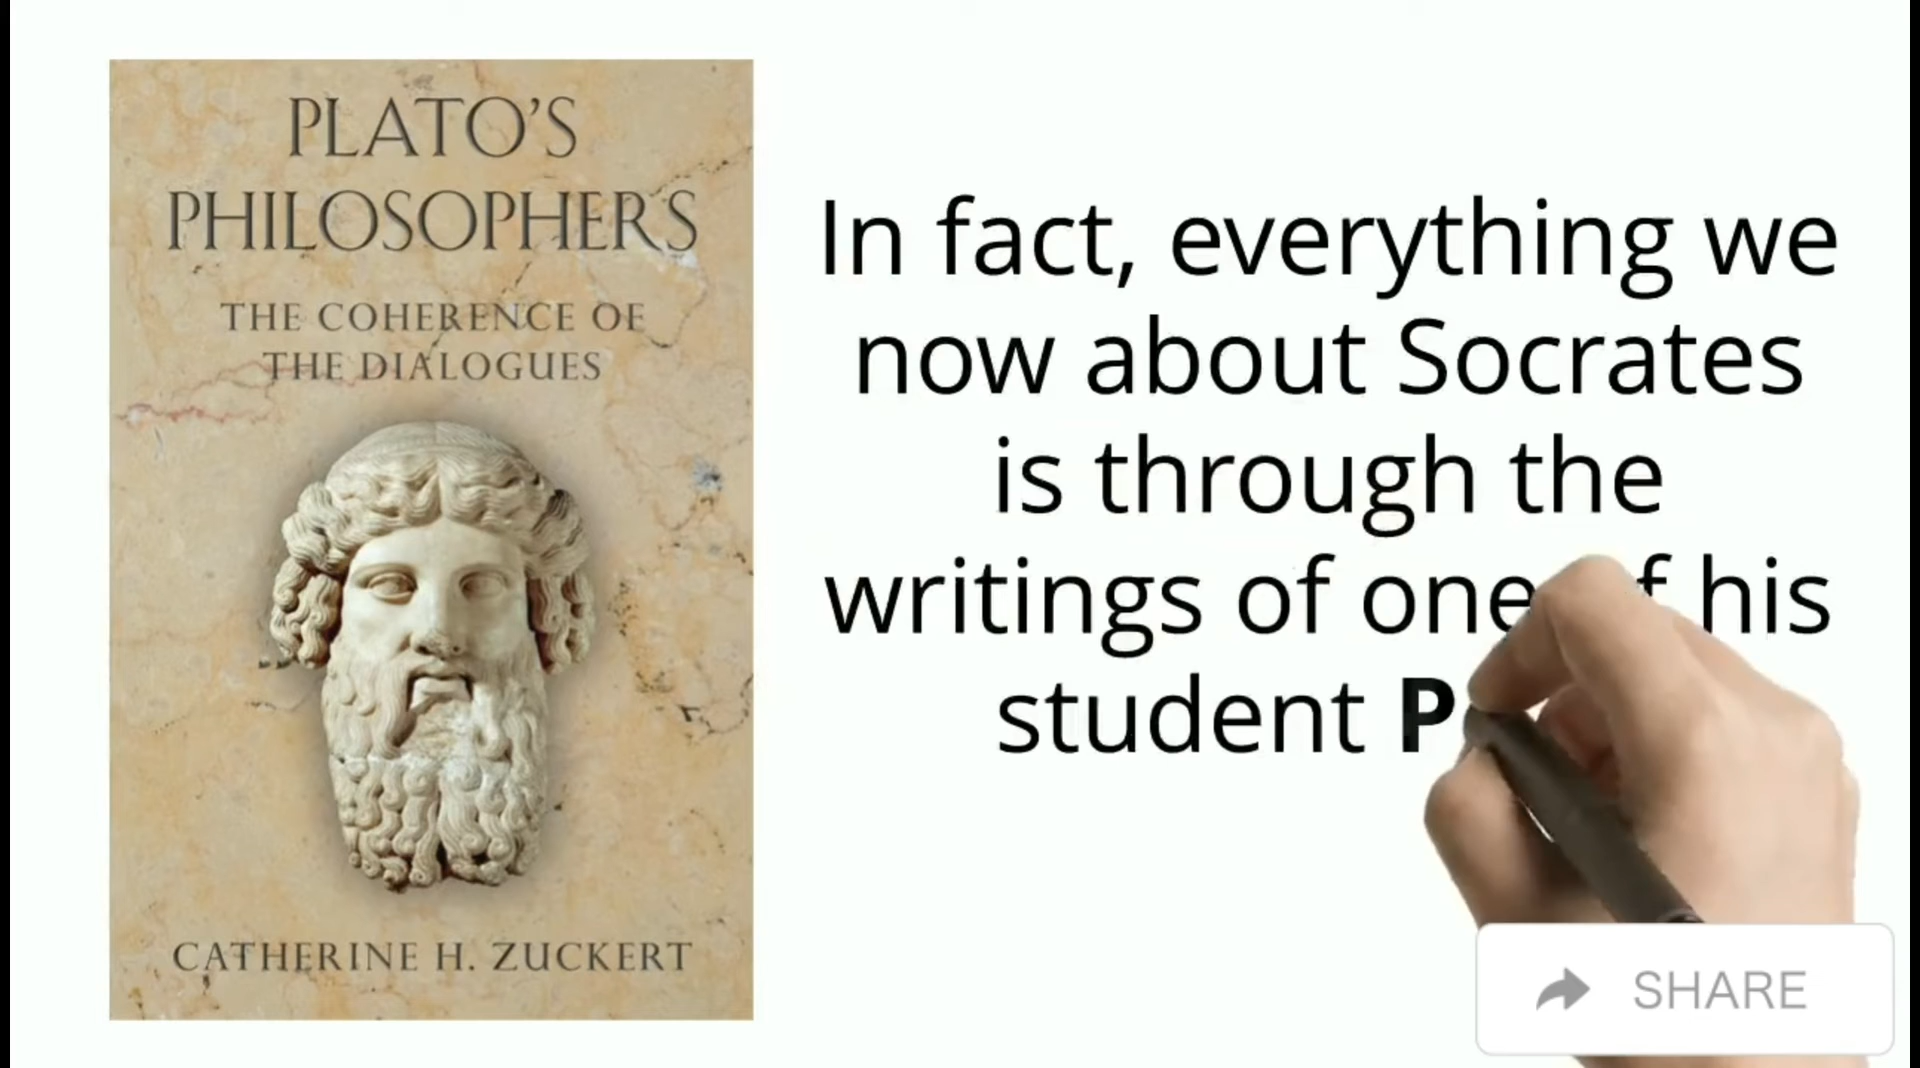 PLATO'S
PHILOSOPHERS
THE COHERENCE OF
THE DIALOGUES
CATHERINE H. ZUCKERT
In fact, everything we
now about Socrates
is through the
writings of one of his
student P
SHARE